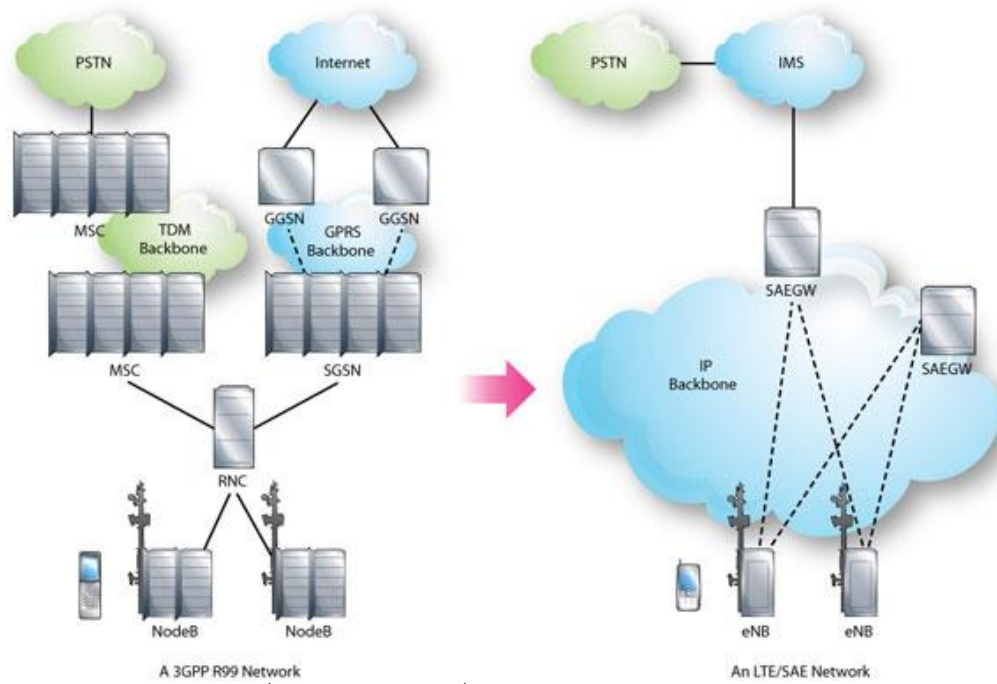 PSTN
Internet
PSTN
IMS
GGSN
GGSN
MSC
TDM
Backbone
GPRS
Backbone
SAEGW
MSC
SGSN
IP
Backbone
SAEGW
RNC
NodeB
NodeB
eNB
eNB
A 3GPP R99 Network
An LTE/SAE Network